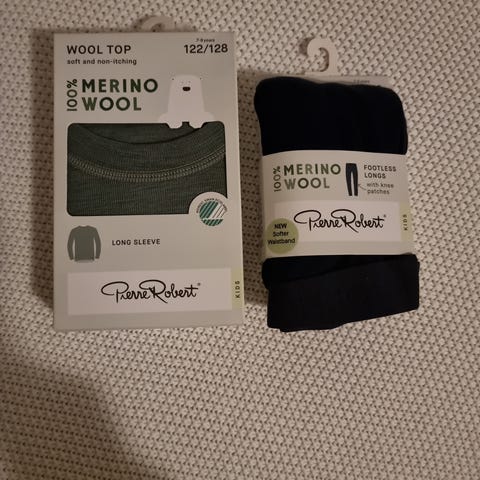 WOOL TOP
soft and non-itching
7-8 years
122/128
100% MERINO
WOOL
LONG SLEEVE
Pierre Robert®
KIDS
100% MERINO
WOOL
FOOTLESS
LONGS
with knee
patches
NEW
Softer
Waistband
Pierre Robert®
KIDS